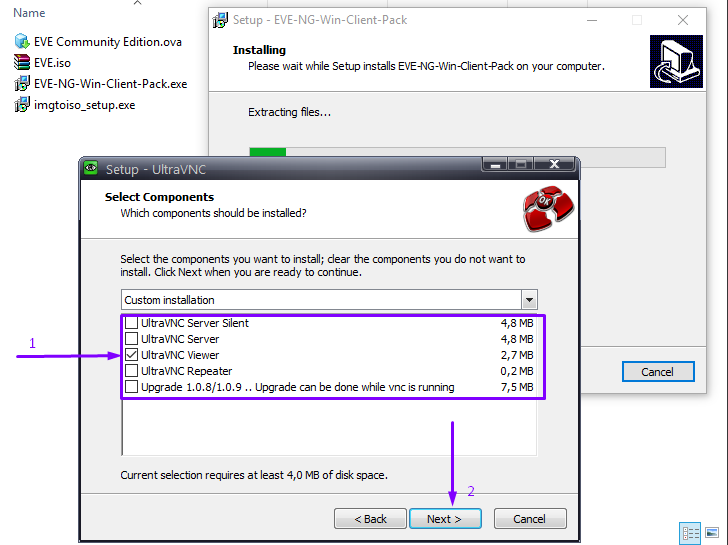 Name
EVE Community Edition.ova
EVE.iso
EVE-NG-Win-Client-Pack.exe
imgtoiso_setup.exe
Setup - EVE-NG-Win-Client-Pack
Installing
Please wait while Setup installs EVE-NG-Win-Client-Pack on your computer.
Extracting files...
Cancel
Setup - UltraVNC
Select Components
Which components should be installed?
OK
Select the components you want to install; clear the components you do not want to
install. Click Next when you are ready to continue.
Custom installation
UltraVNC Server Silent 4,8 MB
UltraVNC Server 4,8 MB
1
UltraVNC Viewer 2,7 MB
UltraVNC Repeater 0,2 MB
Upgrade 1.0.8/1.0.9 .. Upgrade can be done while vnc is running 7,5 MB
Current selection requires at least 4,0 MB of disk space.
2
< Back
Next >
Cancel